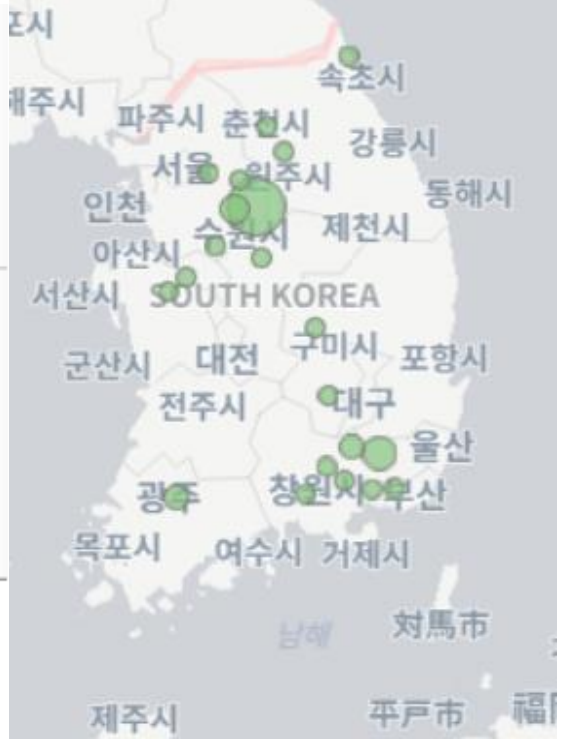 포시
속초시
해주시
파주시
춘천시
강릉시
서울
원주시
동해시
인천
수원시
제천시
아산시
서산시
SOUTH KOREA
군산시
대전
구미시
포항시
전주시
대구
울산
광주
창원시
부산
목포시
여수시
거제시
남해
対馬市
제주시
平戸市
福